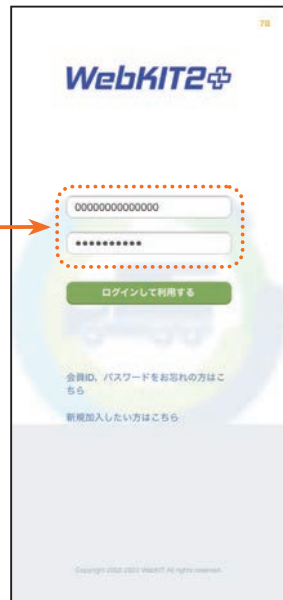 78
WebKIT2+
00000000000000
●●●●●●●●●●
ログインして利用する
会員ID、パスワードをお忘れの方はこ
ちら
新規加入したい方はこちら